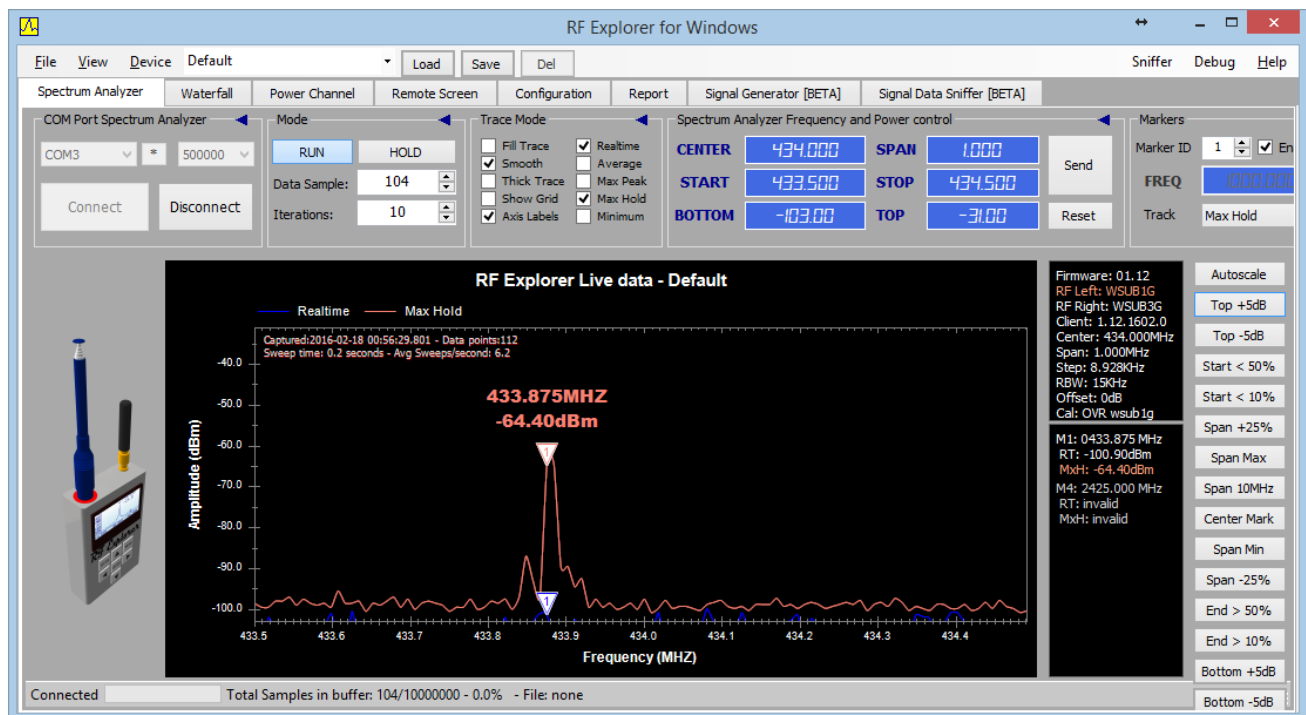 RF Explorer for Windows
File View Device Default Load Save Del Sniffer Debug Help
Spectrum Analyzer Waterfall Power Channel Remote Screen Configuration Report Signal Generator [BETA] Signal Data Sniffer [BETA]
COM Port Spectrum Analyzer
COM3 * 500000
Connect Disconnect
Mode
RUN HOLD
Data Sample: 104
Iterations: 10
Trace Mode
Fill Trace Realtime
Smooth Average
Thick Trace Max Peak
Show Grid Max Hold
Axis Labels Minimum
Spectrum Analyzer Frequency and Power control
CENTER 434.000 SPAN 1.000
START 433.500 STOP 434.500
BOTTOM -103.00 TOP -31.00
Send
Reset
Markers
Marker ID 1 En
FREQ
Track Max Hold
RF Explorer Live data - Default
Realtime Max Hold
Captured:2016-02-18 00:56:29.801 - Data points:112
Sweep time: 0.2 seconds - Avg Sweeps/second: 6.2
433.875MHZ
-64.40dBm
1
1
Amplitude (dBm)
-40.0
-50.0
-60.0
-70.0
-80.0
-90.0
-100.0
433.5 433.6 433.7 433.8 433.9 434.0 434.1 434.2 434.3 434.4
Frequency (MHZ)
RF Explorer
Firmware: 01.12
RF Left: WSUB1G
RF Right: WSUB3G
Client: 1.12.1602.0
Center: 434.000MHz
Span: 1.000MHz
Step: 8.928KHz
RBW: 15KHz
Offset: 0dB
Cal: OVR wsub1g
M1: 0433.875 MHz
RT: -100.90dBm
MxH: -64.40dBm
M4: 2425.000 MHz
RT: invalid
MxH: invalid
Autoscale
Top +5dB
Top -5dB
Start < 50%
Start < 10%
Span +25%
Span Max
Span 10MHz
Center Mark
Span Min
Span -25%
End > 50%
End > 10%
Bottom +5dB
Bottom -5dB
Connected Total Samples in buffer: 104/10000000 - 0.0% - File: none